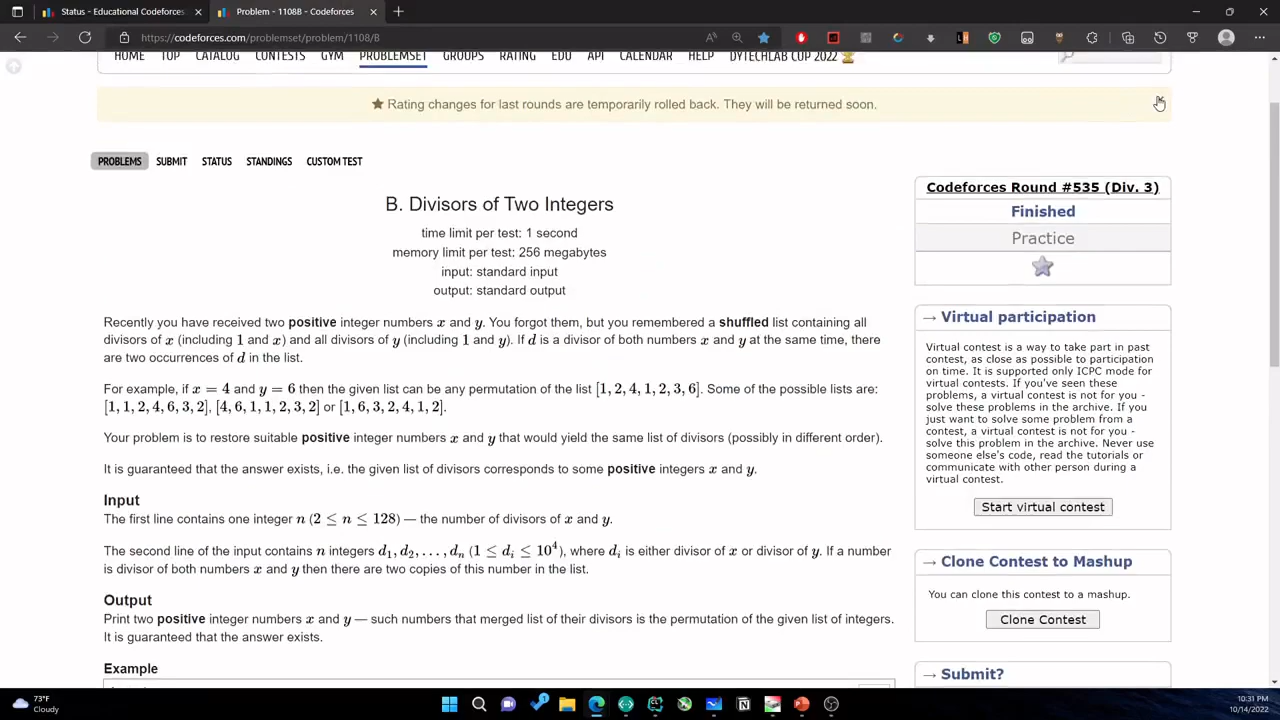 Status - Educational Codeforces
Problem - 1108B - Codeforces
https://codeforces.com/problemset/problem/1108/B
HOME TOP CATALOG CONTESTS GYM PROBLEMSET GROUPS RATING EDU API CALENDAR HELP DYTECHLAB CUP 2022
Rating changes for last rounds are temporarily rolled back. They will be returned soon.
PROBLEMS SUBMIT STATUS STANDINGS CUSTOM TEST
B. Divisors of Two Integers
time limit per test: 1 second
memory limit per test: 256 megabytes
input: standard input
output: standard output
Recently you have received two positive integer numbers x and y. You forgot them, but you remembered a shuffled list containing all
divisors of x (including 1 and x) and all divisors of y (including 1 and y). If d is a divisor of both numbers x and y at the same time, there
are two occurrences of d in the list.
For example, if x = 4 and y = 6 then the given list can be any permutation of the list [1, 2, 4, 1, 2, 3, 6]. Some of the possible lists are:
[1, 1, 2, 4, 6, 3, 2], [4, 6, 1, 1, 2, 3, 2] or [1, 6, 3, 2, 4, 1, 2].
Your problem is to restore suitable positive integer numbers x and y that would yield the same list of divisors (possibly in different order).
It is guaranteed that the answer exists, i.e. the given list of divisors corresponds to some positive integers x and y.
Input
The first line contains one integer n (2 ≤ n ≤ 128) — the number of divisors of x and y.
The second line of the input contains n integers d₁, d₂, …, dₙ (1 ≤ dᵢ ≤ 10⁴), where dᵢ is either divisor of x or divisor of y. If a number
is divisor of both numbers x and y then there are two copies of this number in the list.
Output
Print two positive integer numbers x and y — such numbers that merged list of their divisors is the permutation of the given list of integers.
It is guaranteed that the answer exists.
Example
Codeforces Round #535 (Div. 3)
Finished
Practice
→ Virtual participation
Virtual contest is a way to take part in past
contest, as close as possible to participation
on time. It is supported only ICPC mode for
virtual contests. If you've seen these
problems, a virtual contest is not for you -
solve these problems in the archive. If you
just want to solve some problem from a
contest, a virtual contest is not for you -
solve this problem in the archive. Never use
someone else's code, read the tutorials or
communicate with other person during a
virtual contest.
Start virtual contest
→ Clone Contest to Mashup
You can clone this contest to a mashup.
Clone Contest
→ Submit?
73°F
Cloudy
10:31 PM
10/14/2022